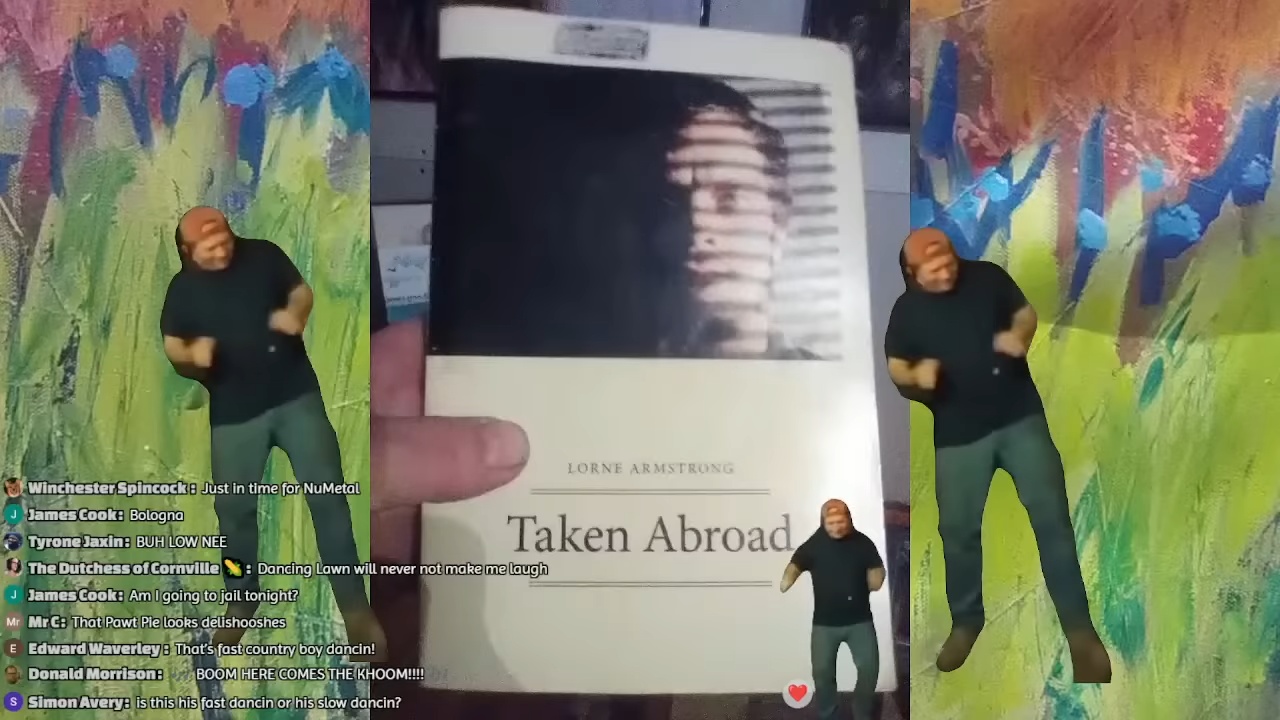 LORNE ARMSTRONG
Taken Abroad
Winchester Spincock : Just in time for NuMetal
James Cook : Bologna
Tyrone Jaxin : BUH LOW NEE
The Dutchess of Cornville 🌽 : Dancing Lawn will never not make me laugh
James Cook : Am I going to jail tonight?
Mr C : That Pawt Pie looks delishooshes
Edward Waverley : That's fast country boy dancin!
Donald Morrison : BOOM HERE COMES THE KHOOM!!!!
Simon Avery : is this his fast dancin or his slow dancin?